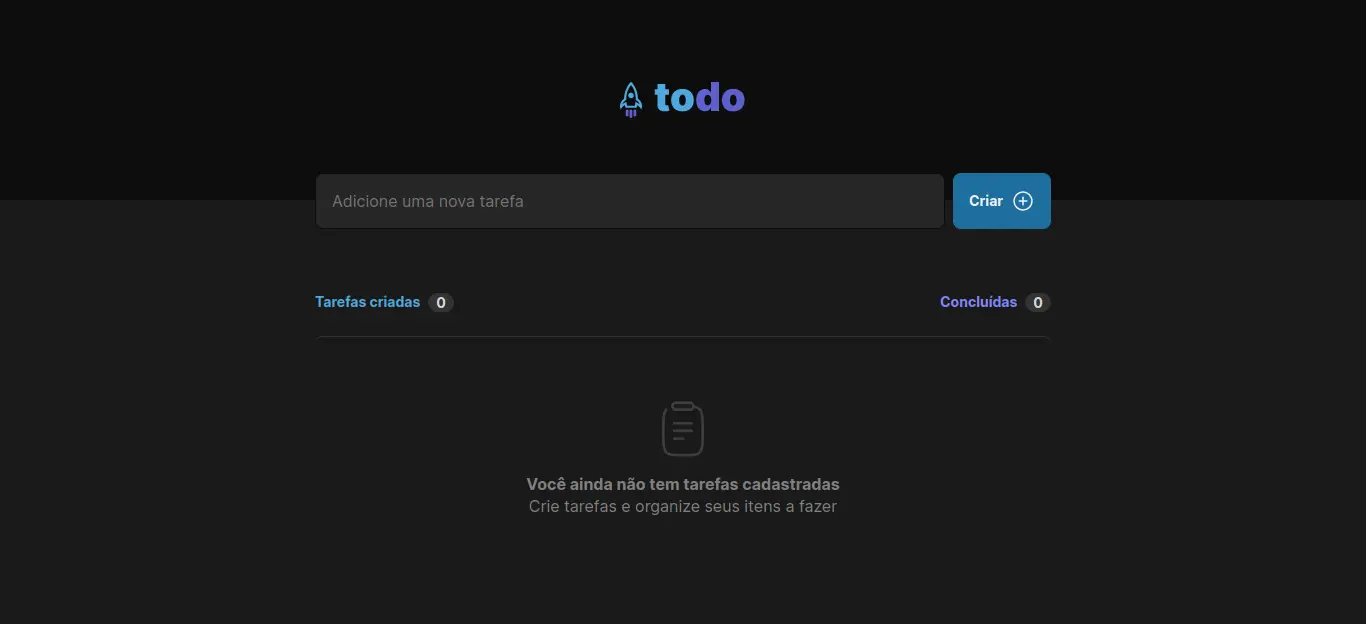 todo
Adicione uma nova tarefa
Criar
Tarefas criadas 0
Concluídas 0
Você ainda não tem tarefas cadastradas
Crie tarefas e organize seus itens a fazer